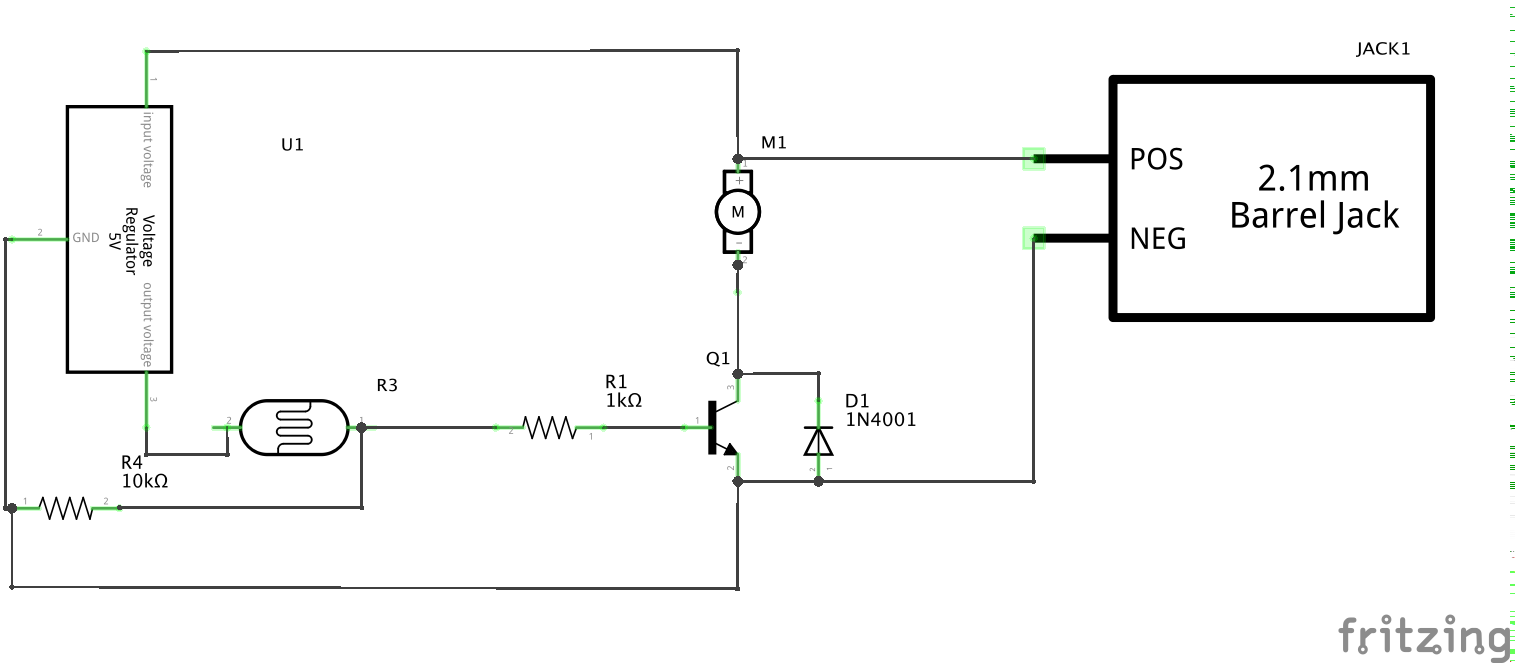 JACK1
1
input voltage
U1
M1
1
+
M
-
2
POS
NEG
2.1mm
Barrel Jack
2
GND
Voltage
Regulator
5V
output voltage
3
Q1
3
1
2
R3
2
1
R1
1kΩ
2
1
D1
1N4001
2
1
R4
10kΩ
1
2
fritzing